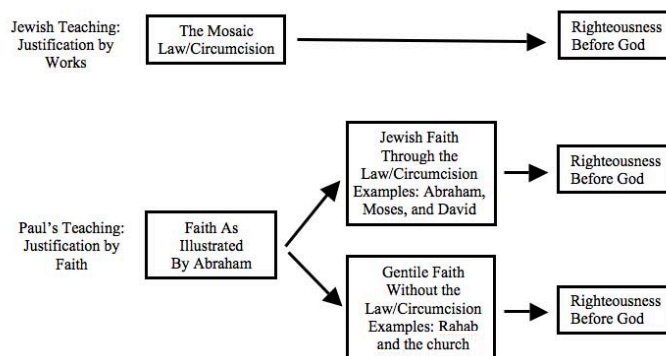 Jewish Teaching:
Justification by
Works
The Mosaic
Law/Circumcision
Righteousness
Before God
Paul's Teaching:
Justification by
Faith
Faith As
Illustrated
By Abraham
Jewish Faith
Through the
Law/Circumcision
Examples: Abraham,
Moses, and David
Righteousness
Before God
Gentile Faith
Without the
Law/Circumcision
Examples: Rahab
and the church
Righteousness
Before God